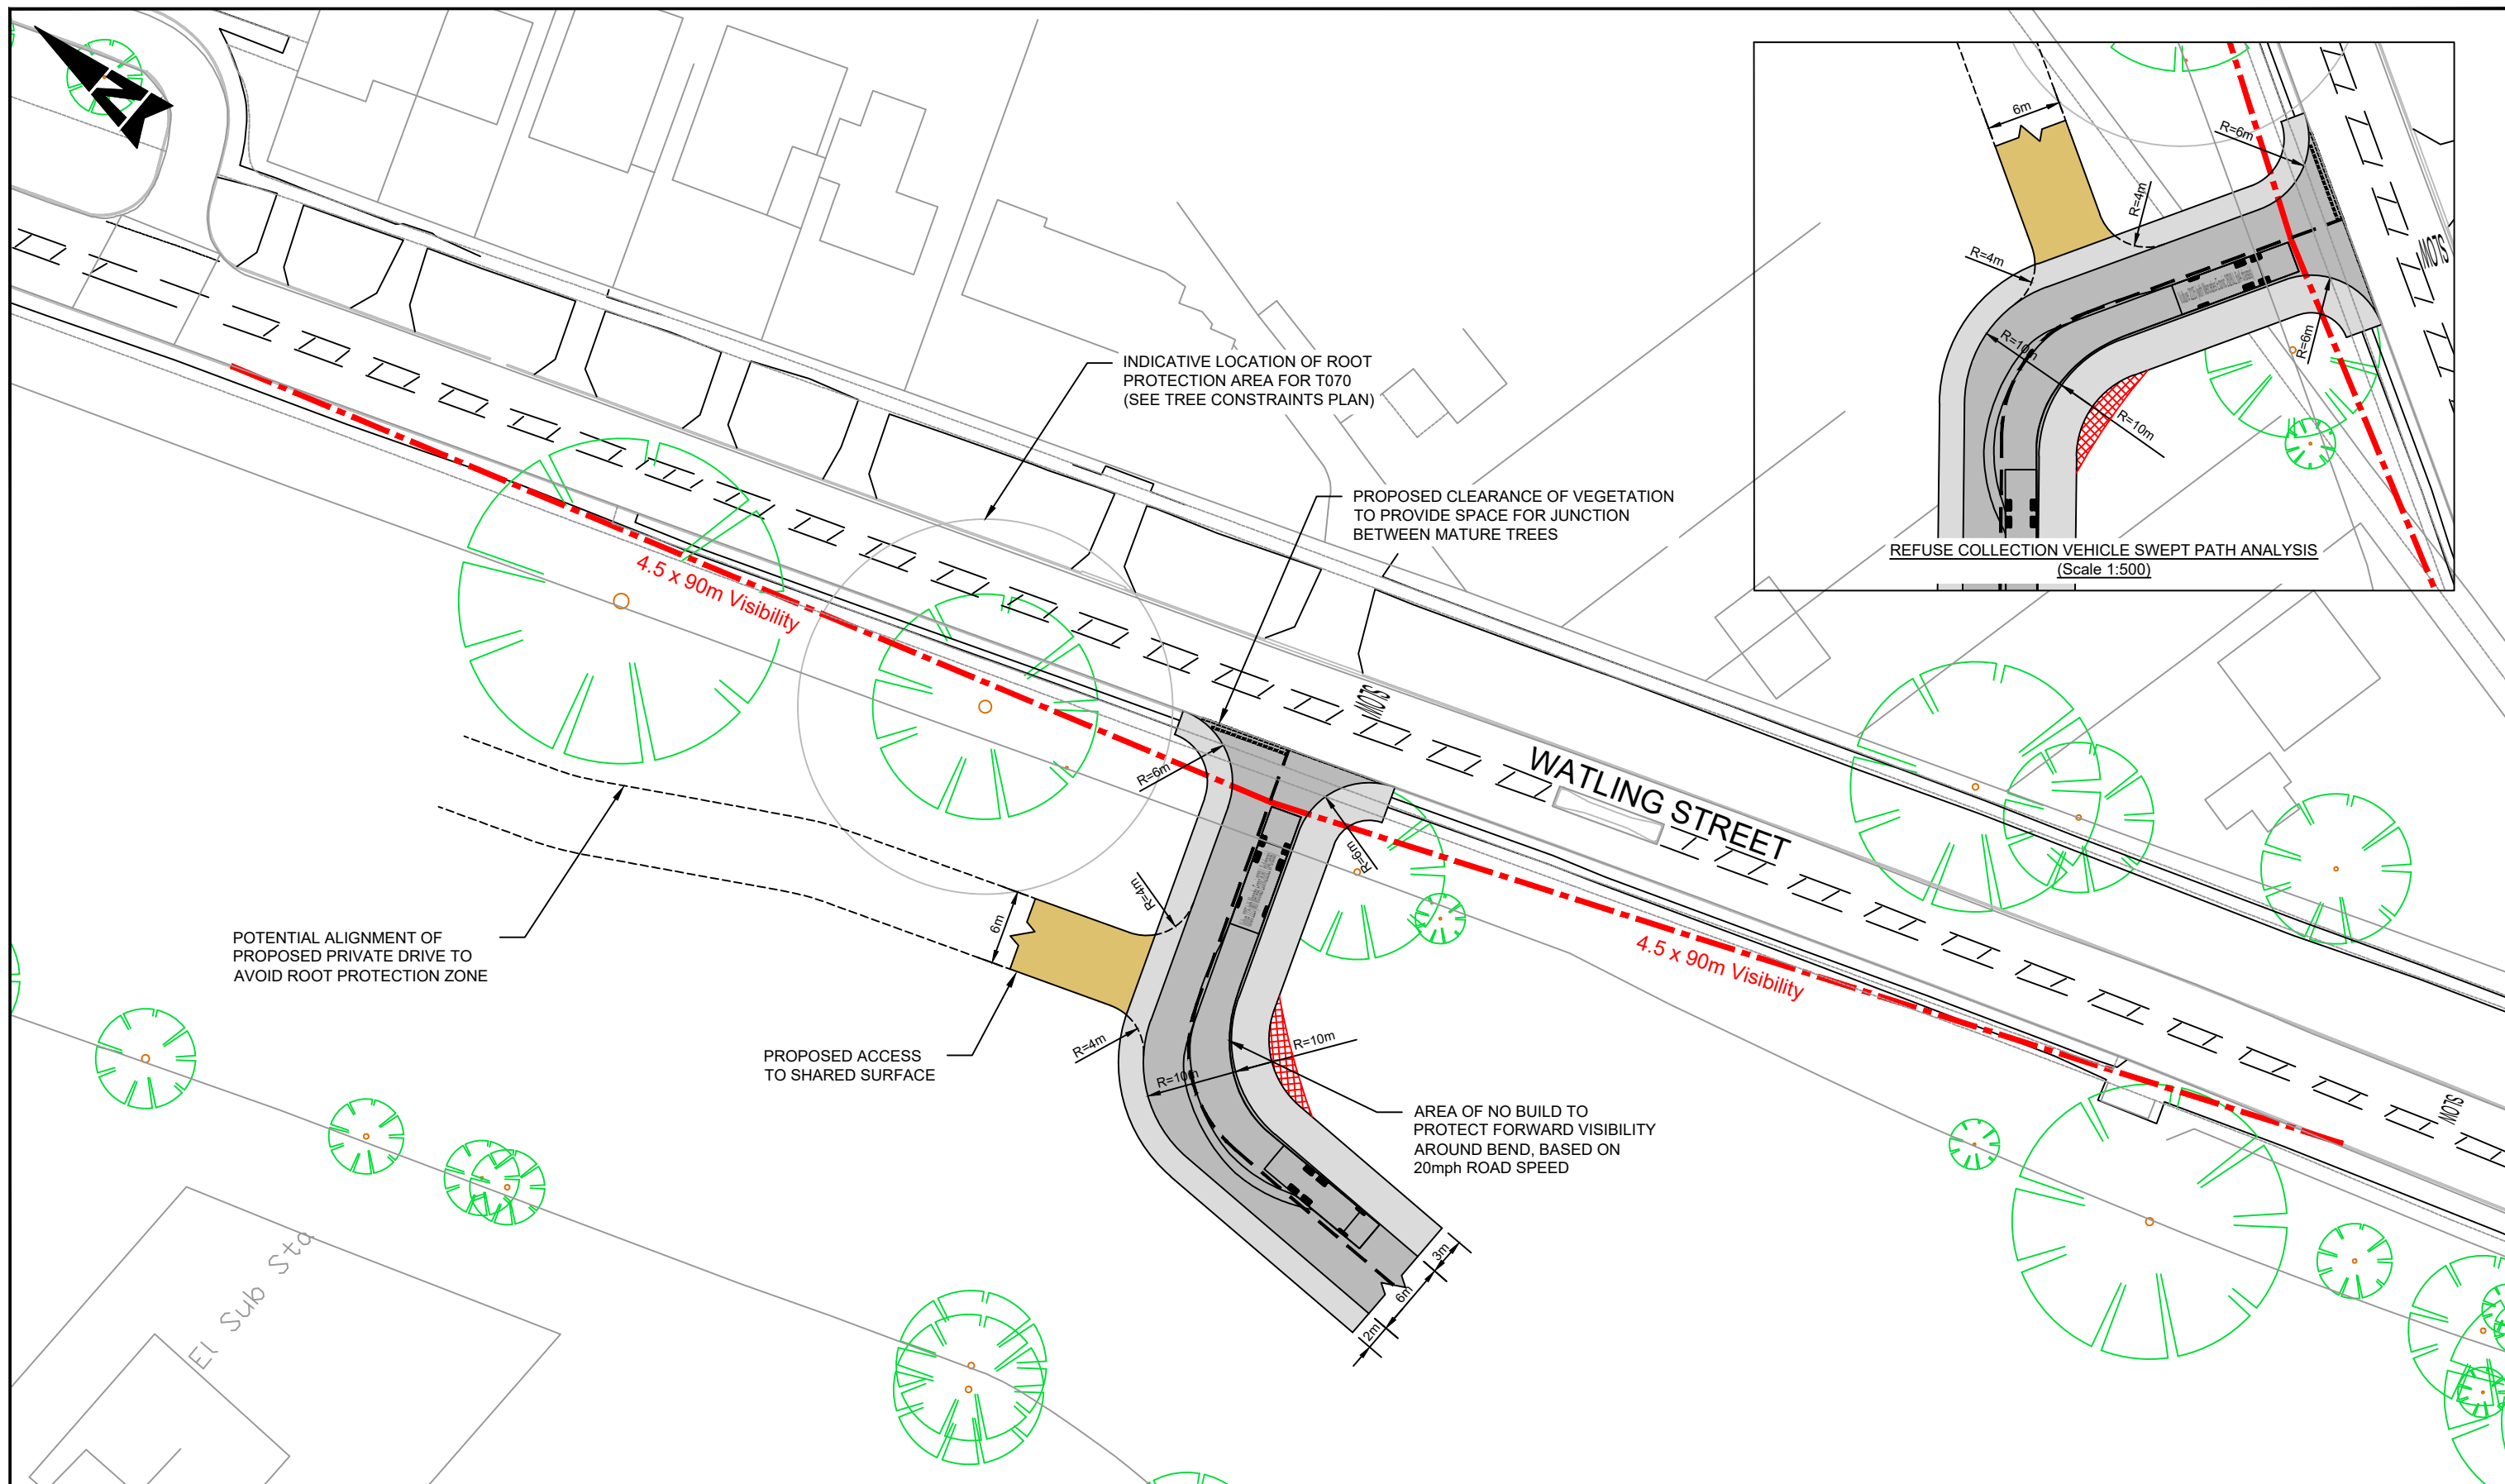 N
INDICATIVE LOCATION OF ROOT
PROTECTION AREA FOR T070
(SEE TREE CONSTRAINTS PLAN)
PROPOSED CLEARANCE OF VEGETATION
TO PROVIDE SPACE FOR JUNCTION
BETWEEN MATURE TREES
6m
R=6m
R=4m
R=4m
R=10m
R=10m
R=6m
SLOW
REFUSE COLLECTION VEHICLE SWEPT PATH ANALYSIS
(Scale 1:500)
4.5 x 90m Visibility
SLOW
WATLING STREET
R=6m
R=6m
4.5 x 90m Visibility
R=4m
6m
POTENTIAL ALIGNMENT OF
PROPOSED PRIVATE DRIVE TO
AVOID ROOT PROTECTION ZONE
PROPOSED ACCESS
TO SHARED SURFACE
R=4m
R=10m
R=10m
AREA OF NO BUILD TO
PROTECT FORWARD VISIBILITY
AROUND BEND, BASED ON
20mph ROAD SPEED
SLOW
3m
6m
2m
El Sub Sta